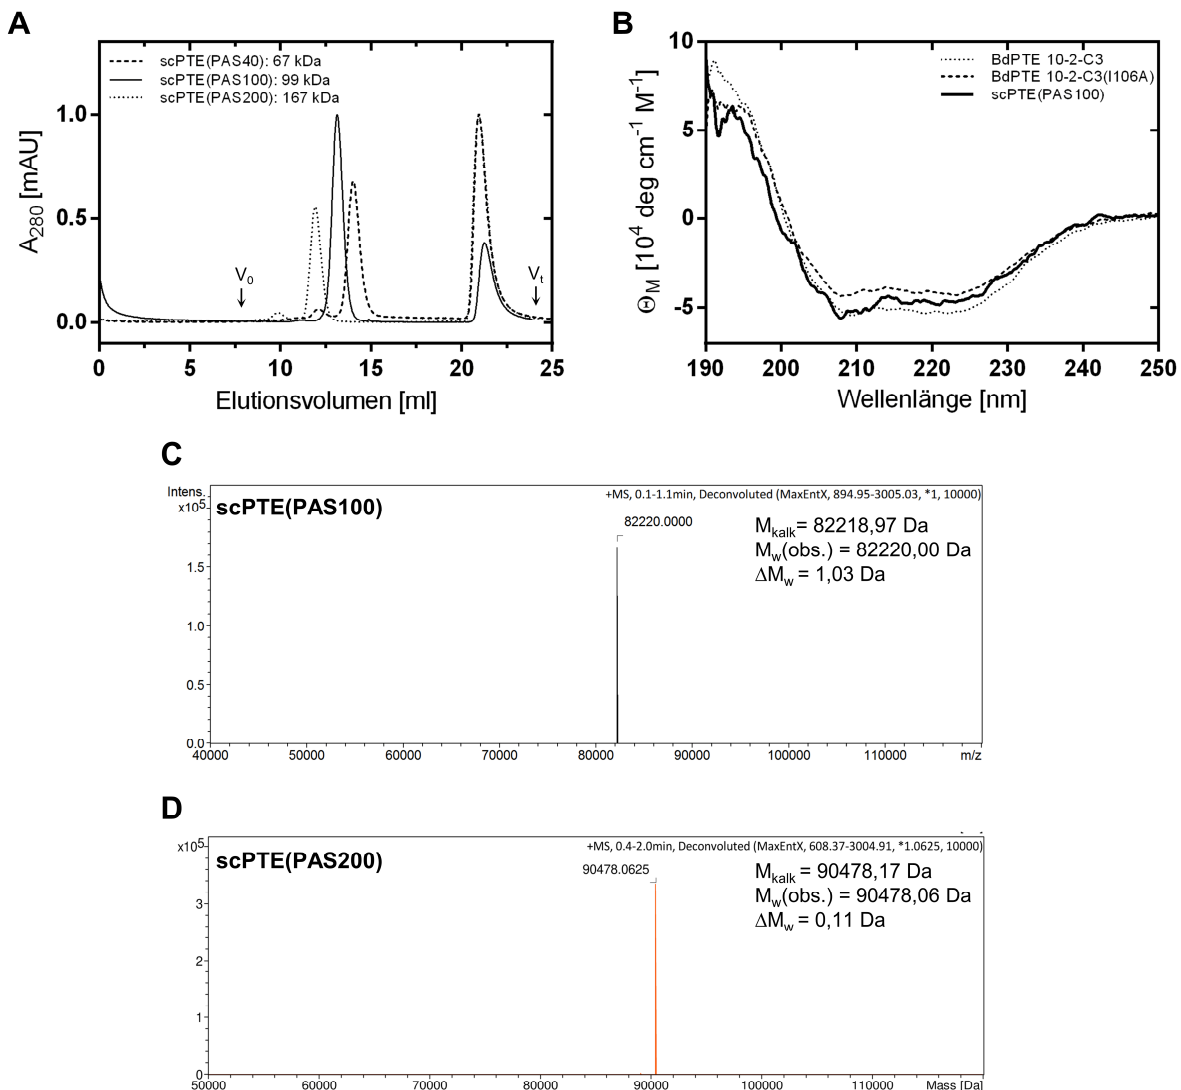 A
scPTE(PAS40): 67 kDa
scPTE(PAS100): 99 kDa
scPTE(PAS200): 167 kDa
1.0
0.5
0.0
A280 [mAU]
V0
Vt
0 5 10 15 20 25
Elutionsvolumen [ml]
B
BdPTE 10-2-C3
BdPTE 10-2-C3(I106A)
scPTE(PAS100)
10
5
0
-5
ΘM [10^4 deg cm^-1 M^-1]
190 200 210 220 230 240 250
Wellenlänge [nm]
C
Intens.
x10^5
scPTE(PAS100)
+MS, 0.1-1.1min, Deconvoluted (MaxEntX, 894.95-3005.03, *1, 10000)
82220.0000
Mkalk= 82218,97 Da
Mw(obs.) = 82220,00 Da
ΔMw = 1,03 Da
1.5
1.0
0.5
0.0
40000 50000 60000 70000 80000 90000 100000 110000 m/z
D
x10^5
scPTE(PAS200)
+MS, 0.4-2.0min, Deconvoluted (MaxEntX, 608.37-3004.91, *1.0625, 10000)
90478.0625
Mkalk = 90478,17 Da
Mw(obs.) = 90478,06 Da
ΔMw = 0,11 Da
3
2
1
0
50000 60000 70000 80000 90000 100000 110000 Mass [Da]